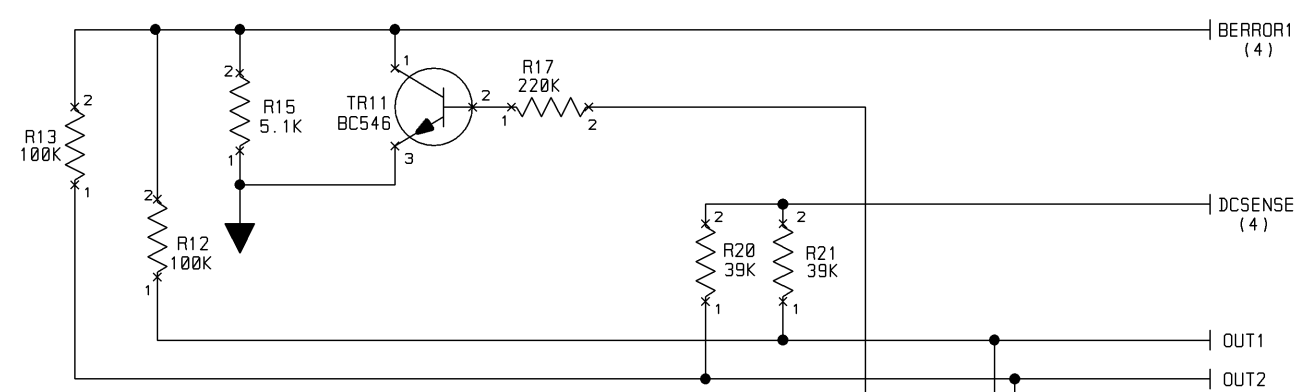 BERROR1
(4)
1
R17
220K
2
TR11
BC546
2
1
2
3
R15
5.1K
1
2
R13
100K
1
2
R12
100K
1
DCSENSE
(4)
2
R20
39K
1
2
R21
39K
1
OUT1
OUT2